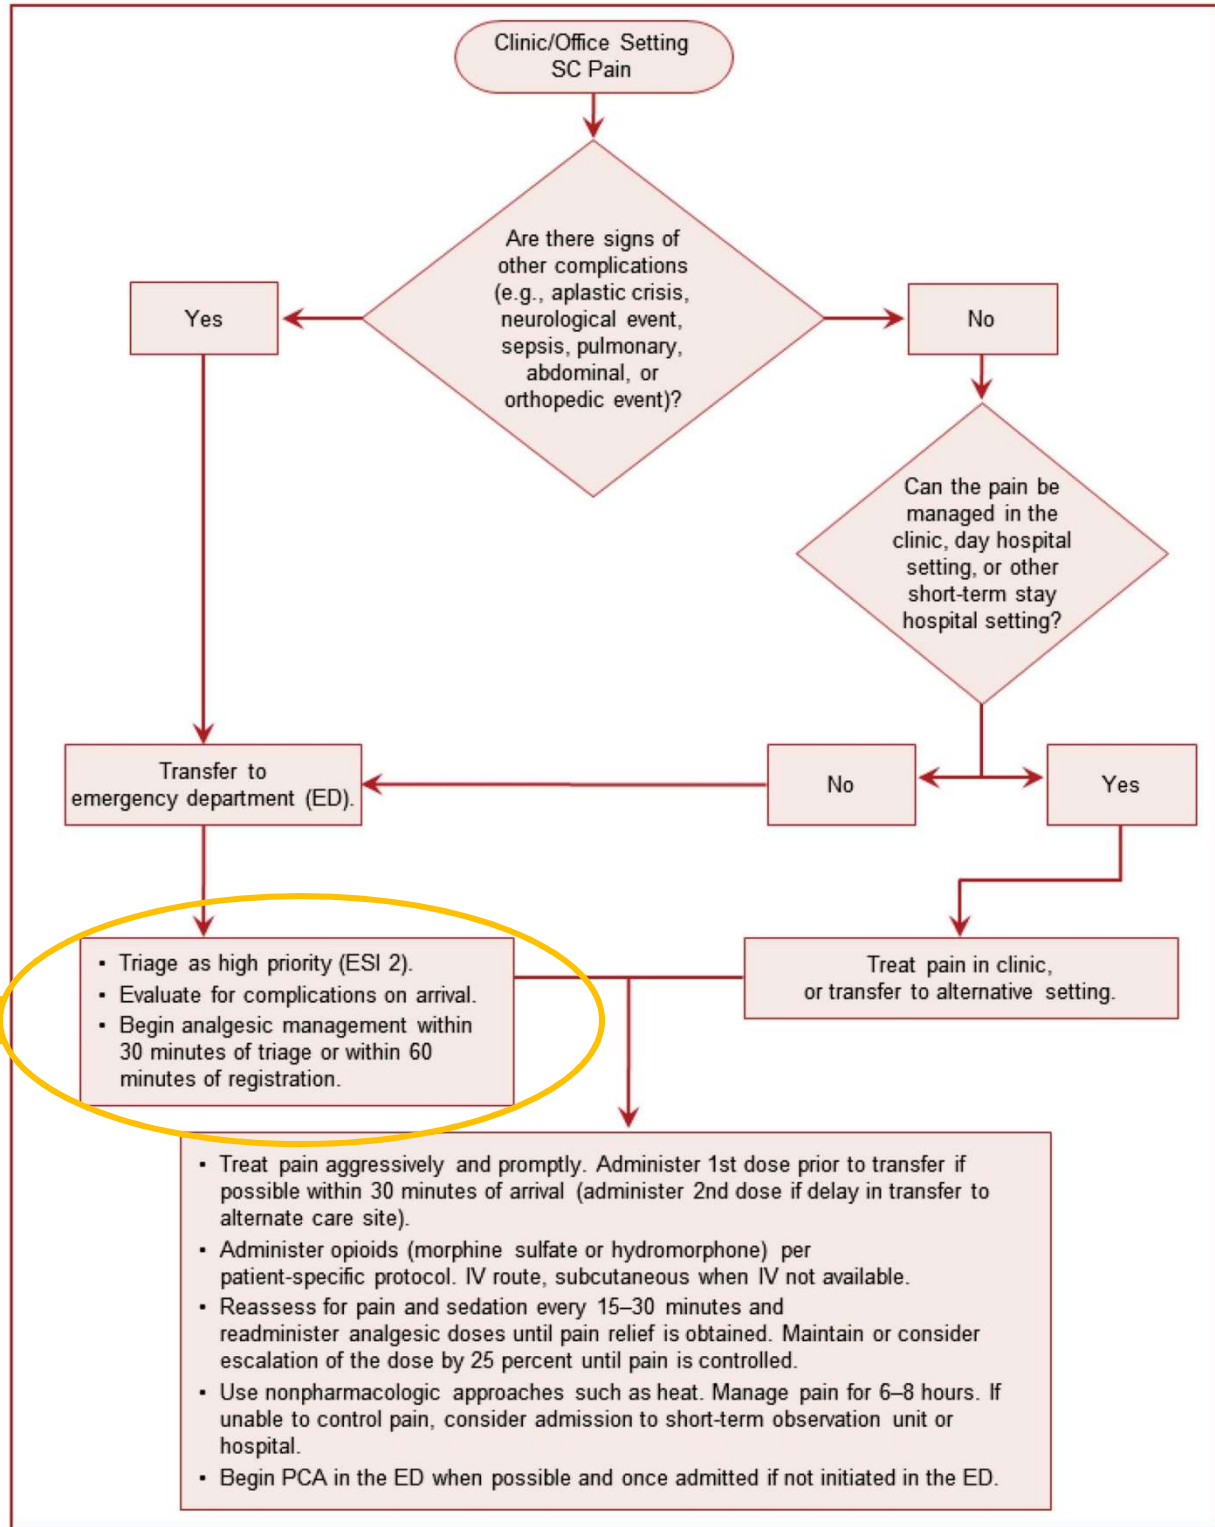 Clinic/Office Setting
SC Pain
Are there signs of
other complications
(e.g., aplastic crisis,
neurological event,
sepsis, pulmonary,
abdominal, or
orthopedic event)?
Yes
No
Can the pain be
managed in the
clinic, day hospital
setting, or other
short-term stay
hospital setting?
Transfer to
emergency department (ED).
No
Yes
• Triage as high priority (ESI 2).
• Evaluate for complications on arrival.
• Begin analgesic management within
30 minutes of triage or within 60
minutes of registration.
Treat pain in clinic,
or transfer to alternative setting.
• Treat pain aggressively and promptly. Administer 1st dose prior to transfer if
possible within 30 minutes of arrival (administer 2nd dose if delay in transfer to
alternate care site).
• Administer opioids (morphine sulfate or hydromorphone) per
patient-specific protocol. IV route, subcutaneous when IV not available.
• Reassess for pain and sedation every 15–30 minutes and
readminister analgesic doses until pain relief is obtained. Maintain or consider
escalation of the dose by 25 percent until pain is controlled.
• Use nonpharmacologic approaches such as heat. Manage pain for 6–8 hours. If
unable to control pain, consider admission to short-term observation unit or
hospital.
• Begin PCA in the ED when possible and once admitted if not initiated in the ED.